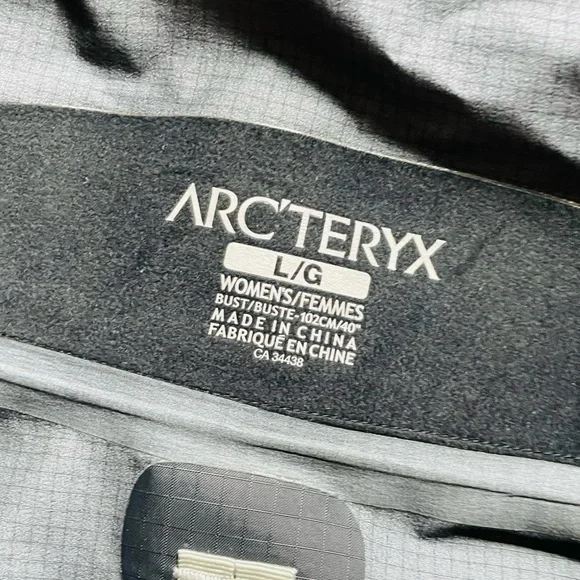 ARC'TERYX
L/G
WOMEN'S/FEMMES
BUST/BUSTE-102CM/40"
MADE IN CHINA
FABRIQUÉ EN CHINE
CA 34438